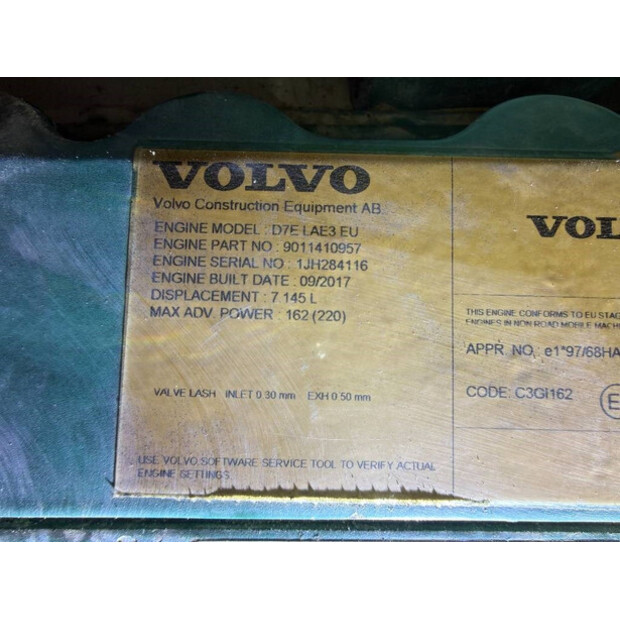 VOLVO
Volvo Construction Equipment AB
ENGINE MODEL : D7E LAE3 EU
ENGINE PART NO : 9011410957
ENGINE SERIAL NO : 1JH284116
ENGINE BUILT DATE : 09/2017
DISPLACEMENT : 7.145 L
MAX ADV. POWER : 162 (220)
VALVE LASH INLET 0.30 mm EXH 0.50 mm
USE VOLVO SOFTWARE SERVICE TOOL TO VERIFY ACTUAL
ENGINE SETTINGS.
VOL
THIS ENGINE CONFORMS TO EU STAG
ENGINES IN NON ROAD MOBILE MACH
APPR. NO. e1*97/68HA
CODE: C3GI162
E